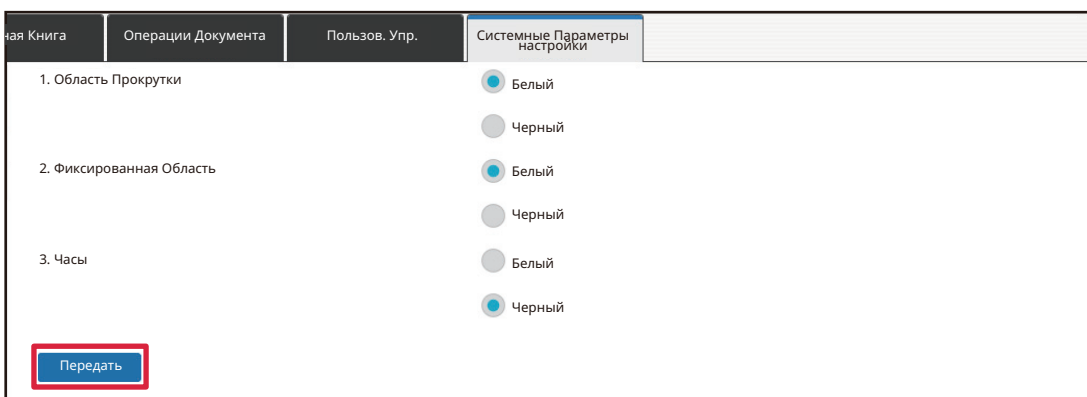 ная Книга
Операции Документа
Пользов. Упр.
Системные Параметры
настройки
1. Область Прокрутки
Белый
Черный
2. Фиксированная Область
Белый
Черный
3. Часы
Белый
Черный
Передать